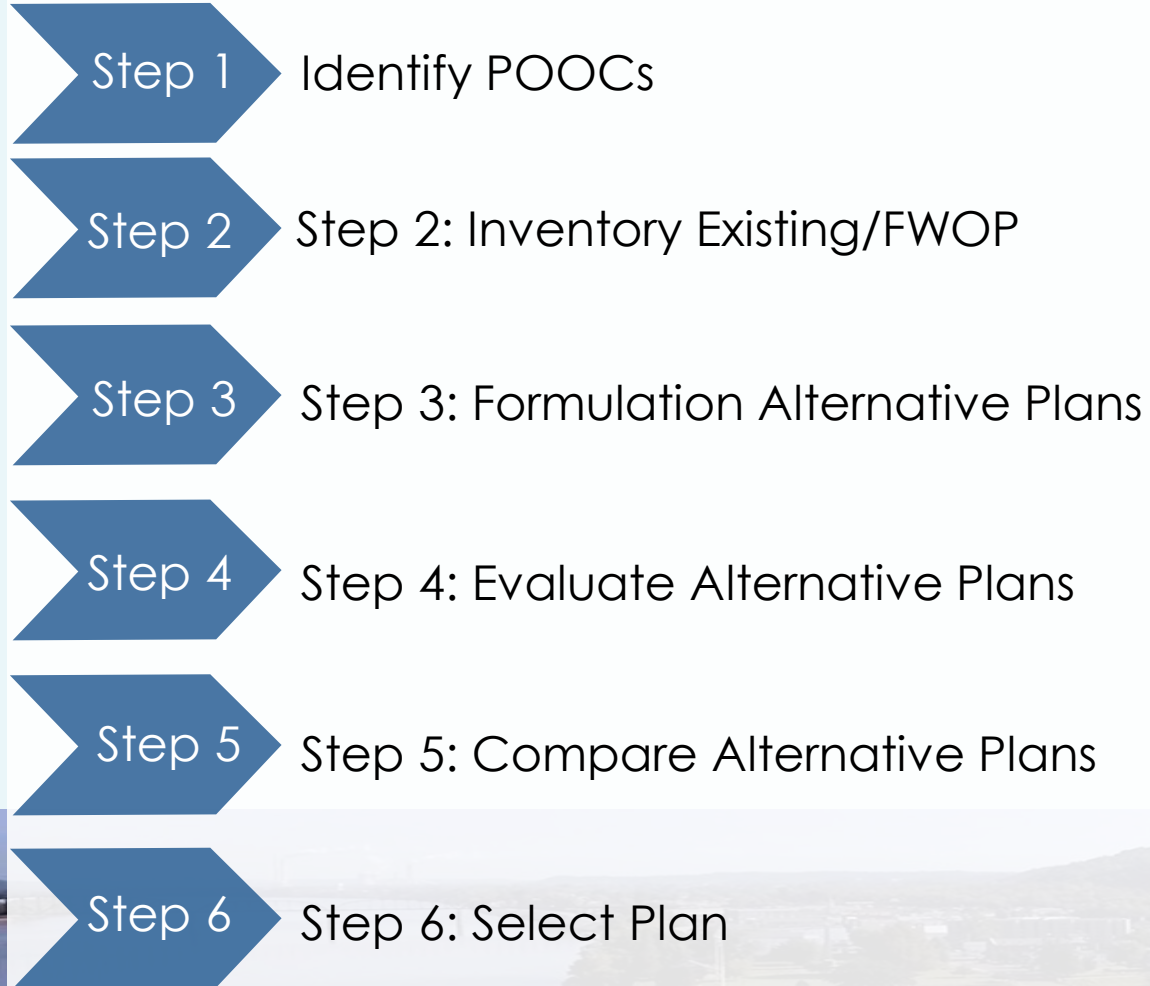 Step 1 Identify POOCs
Step 2 Step 2: Inventory Existing/FWOP
Step 3 Step 3: Formulation Alternative Plans
Step 4 Step 4: Evaluate Alternative Plans
Step 5 Step 5: Compare Alternative Plans
Step 6 Step 6: Select Plan